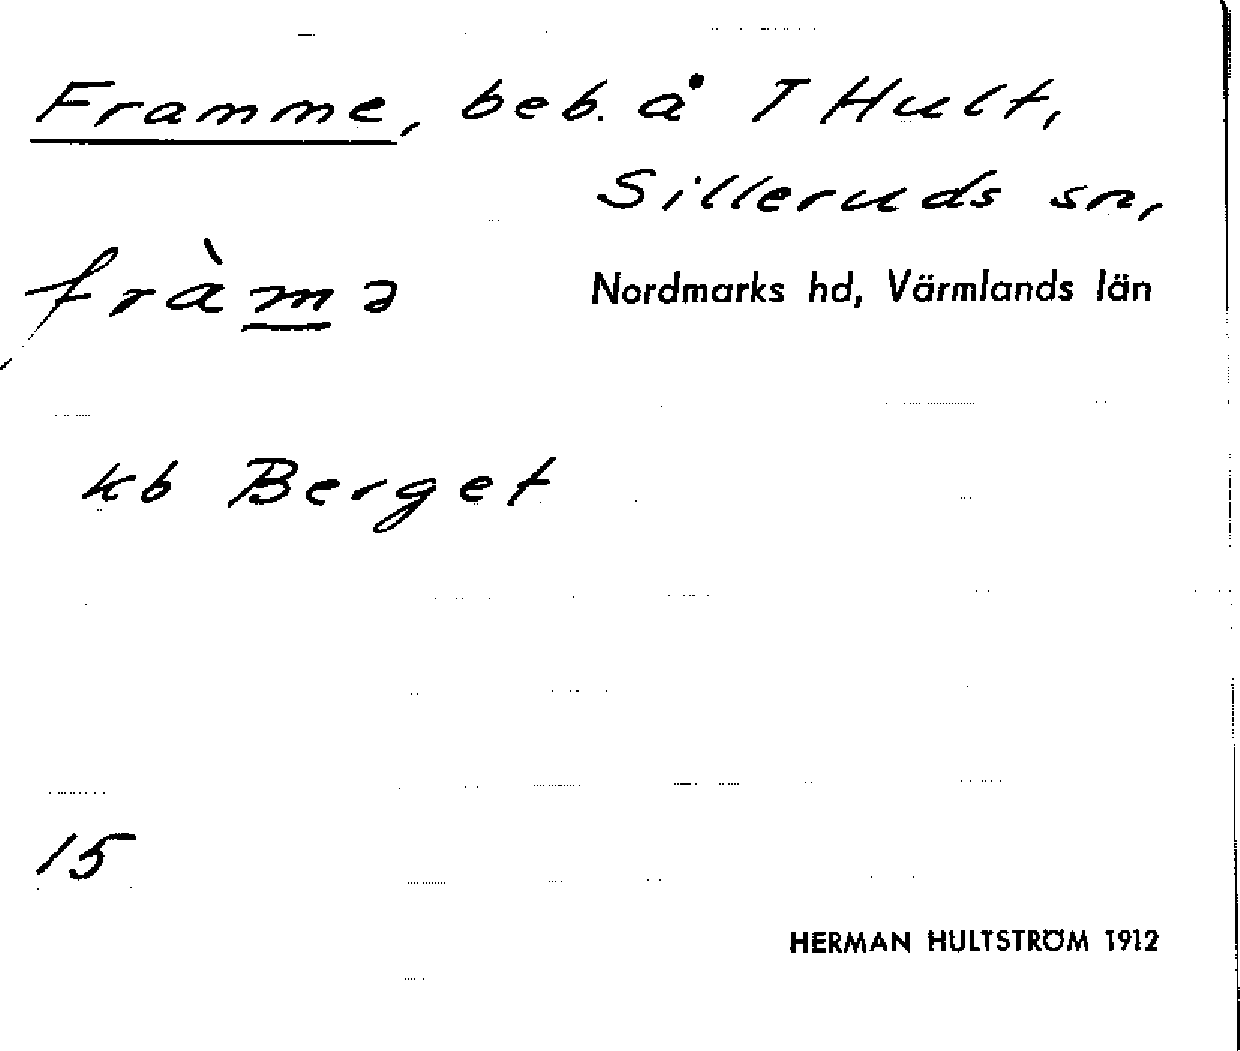 Framme, beb. å T Hult,
Silleruds sn,
fràmə
Nordmarks hd, Värmlands län
kb Berget
15
HERMAN HULTSTRÖM 1912